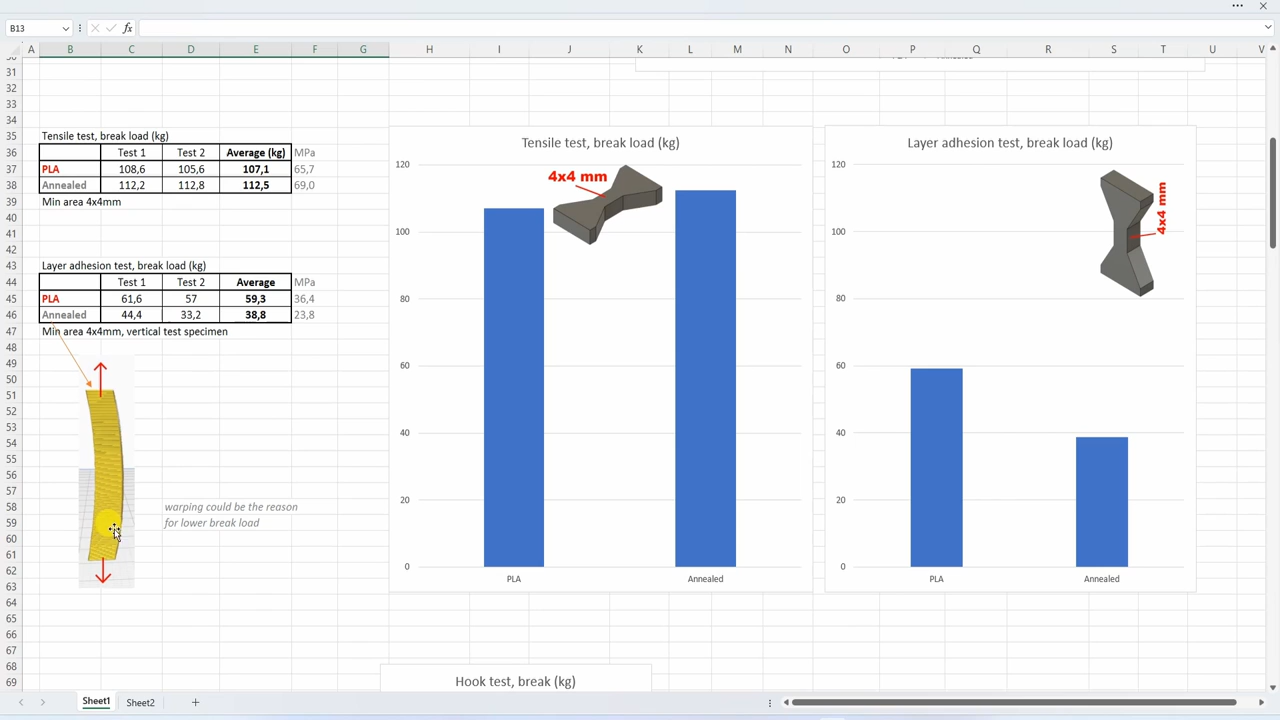 B13
fx
A B C D E F G H I J K L M N O P Q R S T U V
31
32
33
34
35 Tensile test, break load (kg)
36 Test 1 Test 2 Average (kg) MPa
37 PLA 108,6 105,6 107,1 65,7
38 Annealed 112,2 112,8 112,5 69,0
39 Min area 4x4mm
40
41
42
43 Layer adhesion test, break load (kg)
44 Test 1 Test 2 Average MPa
45 PLA 61,6 57 59,3 36,4
46 Annealed 44,4 33,2 38,8 23,8
47 Min area 4x4mm, vertical test specimen
48
49
50
51
52
53
54
55
56
57
58 warping could be the reason
59 for lower break load
60
61
62
63
64
65
66
67
68
69
Tensile test, break load (kg)
120
100
80
60
40
20
0
4x4 mm
PLA Annealed
Layer adhesion test, break load (kg)
120
100
80
60
40
20
0
4x4 mm
PLA Annealed
Hook test, break (kg)
Sheet1 Sheet2